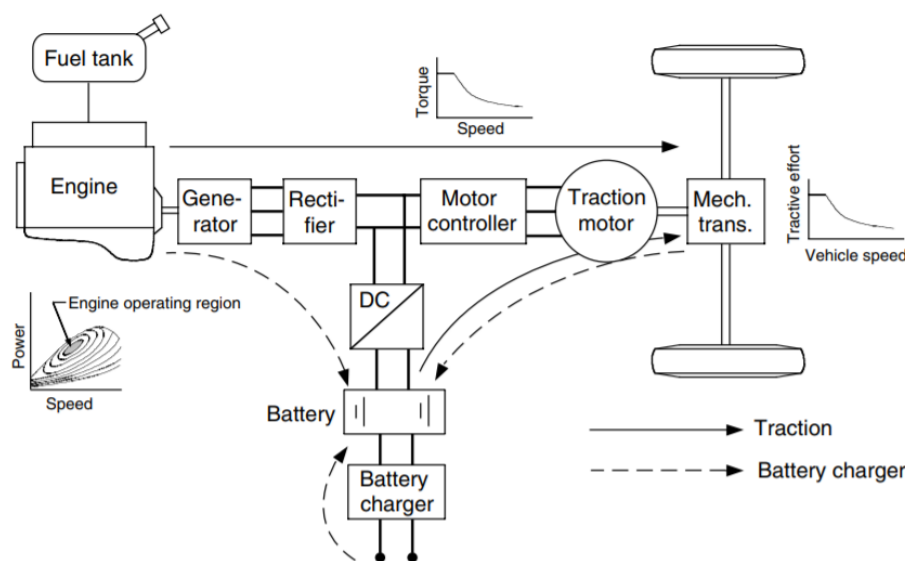 Fuel tank
Torque
Speed
Engine
Gene-
rator
Recti-
fier
Motor
controller
Traction
motor
Mech.
trans.
Tractive effort
Vehicle speed
DC
Engine operating region
Power
Speed
Battery
Traction
Battery charger
Battery
charger